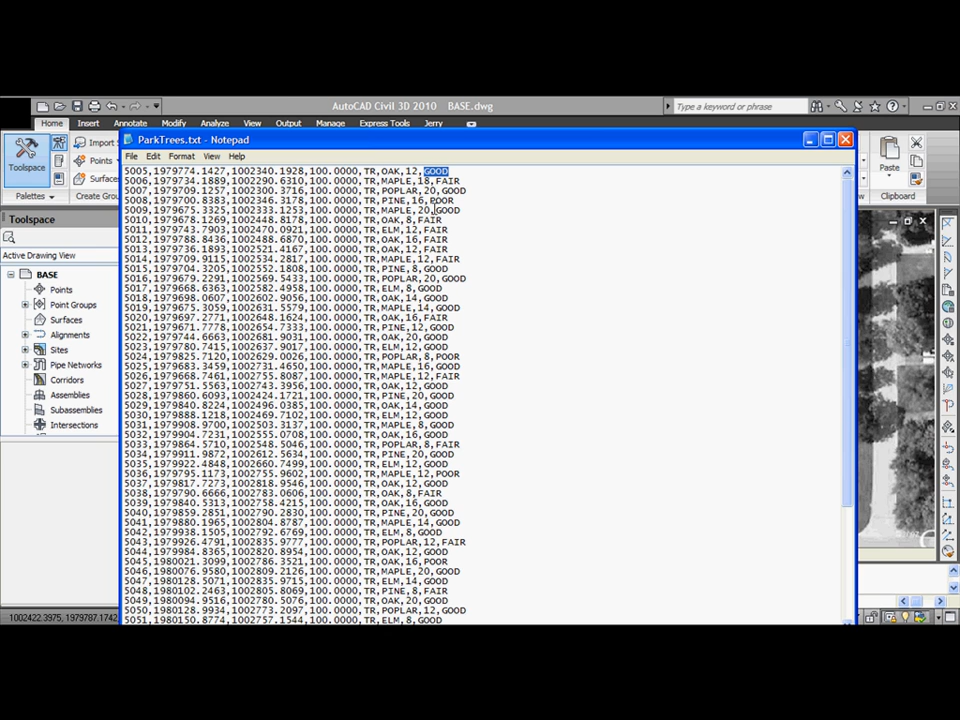 AutoCAD Civil 3D 2010 BASE.dwg
Type a keyword or phrase
Home Insert Annotate Modify Analyze View Output Manage Express Tools Jerry
Toolspace
Import
Points
Surfaces
Palettes
Create Grou
Paste
Clipboard
ParkTrees.txt - Notepad
File Edit Format View Help
Toolspace
Active Drawing View
BASE
Points
Point Groups
Surfaces
Alignments
Sites
Pipe Networks
Corridors
Assemblies
Subassemblies
Intersections
5005,1979774.1427,1002340.1928,100.0000,TR,OAK,12,GOOD
5006,1979734.1889,1002290.6310,100.0000,TR,MAPLE,18,FAIR
5007,1979709.1257,1002300.3716,100.0000,TR,POPLAR,20,GOOD
5008,1979700.8383,1002346.3178,100.0000,TR,PINE,16,POOR
5009,1979675.3325,1002333.1253,100.0000,TR,MAPLE,20,GOOD
5010,1979678.1269,1002448.8178,100.0000,TR,OAK,8,FAIR
5011,1979743.7903,1002470.0921,100.0000,TR,ELM,12,FAIR
5012,1979788.8436,1002488.6870,100.0000,TR,OAK,16,FAIR
5013,1979736.1893,1002521.4167,100.0000,TR,OAK,12,FAIR
5014,1979709.9115,1002534.2817,100.0000,TR,MAPLE,12,FAIR
5015,1979704.3205,1002552.1808,100.0000,TR,PINE,8,GOOD
5016,1979679.2291,1002569.5433,100.0000,TR,POPLAR,20,GOOD
5017,1979668.6363,1002582.4958,100.0000,TR,ELM,8,GOOD
5018,1979698.0607,1002602.9056,100.0000,TR,OAK,14,GOOD
5019,1979675.3059,1002631.5579,100.0000,TR,MAPLE,14,GOOD
5020,1979697.2771,1002648.1624,100.0000,TR,OAK,16,FAIR
5021,1979671.7778,1002654.7333,100.0000,TR,PINE,12,GOOD
5022,1979744.6663,1002681.9031,100.0000,TR,OAK,20,GOOD
5023,1979780.7415,1002637.9017,100.0000,TR,ELM,12,GOOD
5024,1979825.7120,1002629.0026,100.0000,TR,POPLAR,8,POOR
5025,1979683.3459,1002731.4650,100.0000,TR,MAPLE,16,GOOD
5026,1979668.7461,1002755.8087,100.0000,TR,MAPLE,12,FAIR
5027,1979751.5563,1002743.3956,100.0000,TR,OAK,12,GOOD
5028,1979860.6093,1002424.1721,100.0000,TR,PINE,20,GOOD
5029,1979840.8224,1002496.0385,100.0000,TR,OAK,14,GOOD
5030,1979888.1218,1002469.7102,100.0000,TR,ELM,12,GOOD
5031,1979908.9700,1002503.3137,100.0000,TR,MAPLE,8,GOOD
5032,1979904.7231,1002555.0708,100.0000,TR,OAK,16,GOOD
5033,1979864.5710,1002548.5046,100.0000,TR,POPLAR,8,FAIR
5034,1979911.9872,1002612.5634,100.0000,TR,PINE,20,GOOD
5035,1979922.4848,1002660.7499,100.0000,TR,ELM,12,GOOD
5036,1979795.1173,1002755.9602,100.0000,TR,MAPLE,12,POOR
5037,1979817.7273,1002818.9546,100.0000,TR,OAK,12,GOOD
5038,1979790.6666,1002783.0606,100.0000,TR,OAK,8,FAIR
5039,1979840.5313,1002758.4215,100.0000,TR,OAK,16,GOOD
5040,1979859.2851,1002790.2830,100.0000,TR,PINE,20,GOOD
5041,1979880.1965,1002804.8787,100.0000,TR,MAPLE,14,GOOD
5042,1979938.1505,1002792.6769,100.0000,TR,ELM,8,GOOD
5043,1979926.4791,1002835.9777,100.0000,TR,POPLAR,12,FAIR
5044,1979984.8365,1002820.8954,100.0000,TR,OAK,12,GOOD
5045,1980021.3099,1002786.3521,100.0000,TR,OAK,16,POOR
5046,1980076.9580,1002809.2126,100.0000,TR,MAPLE,20,GOOD
5047,1980128.5071,1002835.9715,100.0000,TR,ELM,14,GOOD
5048,1980102.2463,1002805.8069,100.0000,TR,PINE,8,FAIR
5049,1980094.9516,1002780.5076,100.0000,TR,OAK,20,GOOD
5050,1980128.9934,1002773.2097,100.0000,TR,POPLAR,12,GOOD
5051,1980150.8774,1002757.1544,100.0000,TR,ELM,8,GOOD
1002422.3975, 1979787.1742